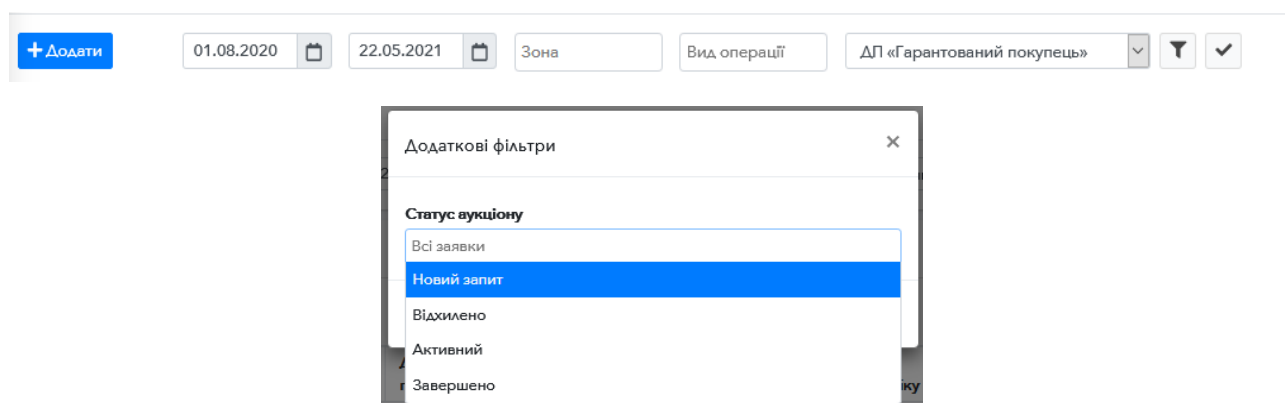 Додати 01.08.2020 22.05.2021 Зона Вид операції ДП «Гарантований покупець»
Додаткові фільтри
Статус аукціону
Всі заявки
Новий запит
Відхилено
Активний
Завершено